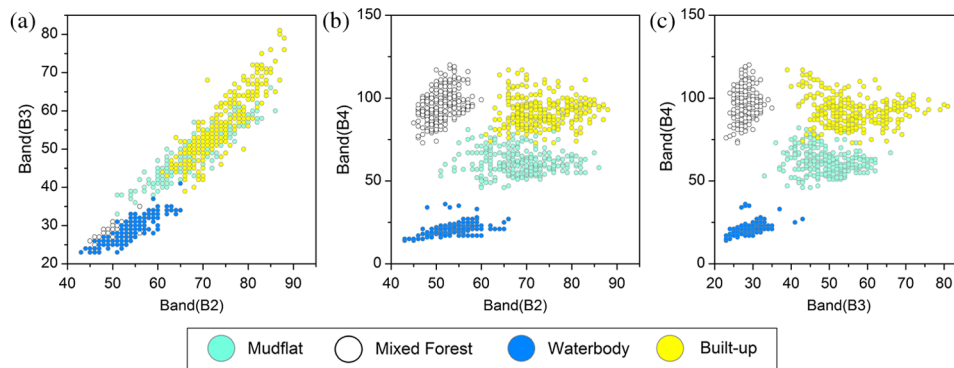 (a)
80
70
60
50
40
30
20
Band(B3)
40 50 60 70 80 90
Band(B2)
(b)
150
100
50
0
Band(B4)
40 50 60 70 80 90
Band(B2)
(c)
150
100
50
0
Band(B4)
20 30 40 50 60 70 80
Band(B3)
Mudflat Mixed Forest Waterbody Built-up